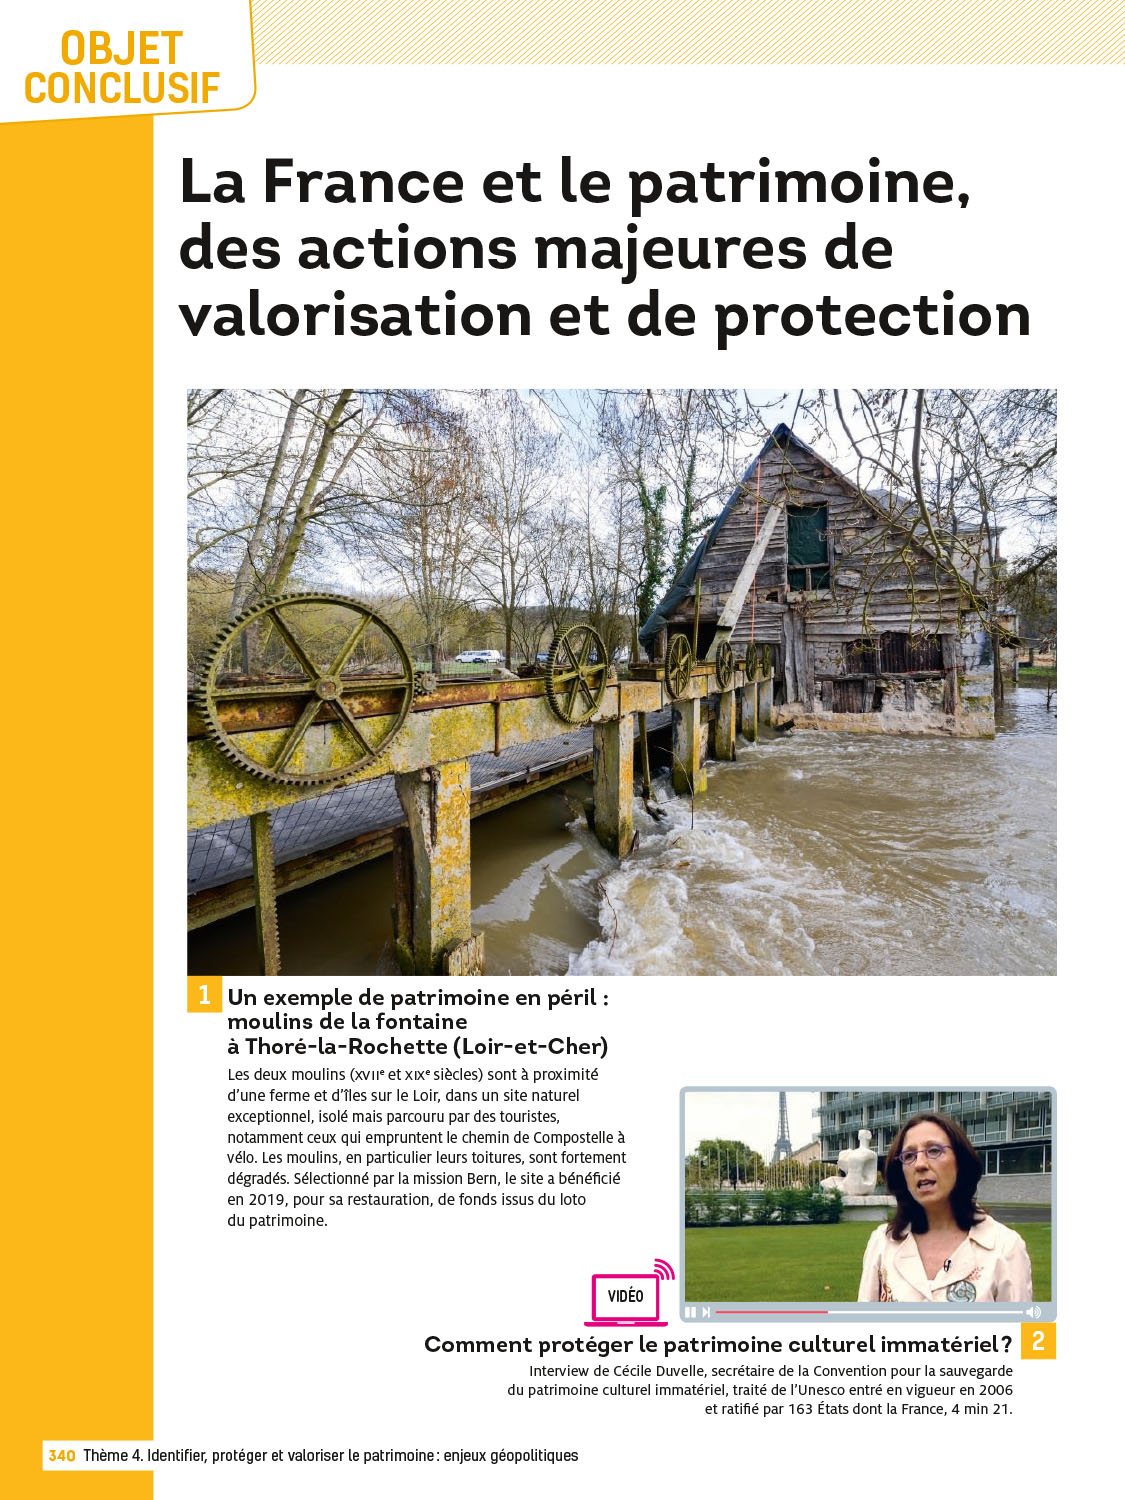 OBJET
CONCLUSIF
La France et le patrimoine,
des actions majeures de
valorisation et de protection
1 Un exemple de patrimoine en péril :
moulins de la fontaine
à Thoré-la-Rochette (Loir-et-Cher)
Les deux moulins (XVIIe et XIXe siècles) sont à proximité
d’une ferme et d’îles sur le Loir, dans un site naturel
exceptionnel, isolé mais parcouru par des touristes,
notamment ceux qui empruntent le chemin de Compostelle à
vélo. Les moulins, en particulier leurs toitures, sont fortement
dégradés. Sélectionné par la mission Bern, le site a bénéficié
en 2019, pour sa restauration, de fonds issus du loto
du patrimoine.
VIDÉO
Comment protéger le patrimoine culturel immatériel ? 2
Interview de Cécile Duvelle, secrétaire de la Convention pour la sauvegarde
du patrimoine culturel immatériel, traité de l’Unesco entré en vigueur en 2006
et ratifié par 163 États dont la France, 4 min 21.
340 Thème 4. Identifier, protéger et valoriser le patrimoine : enjeux géopolitiques